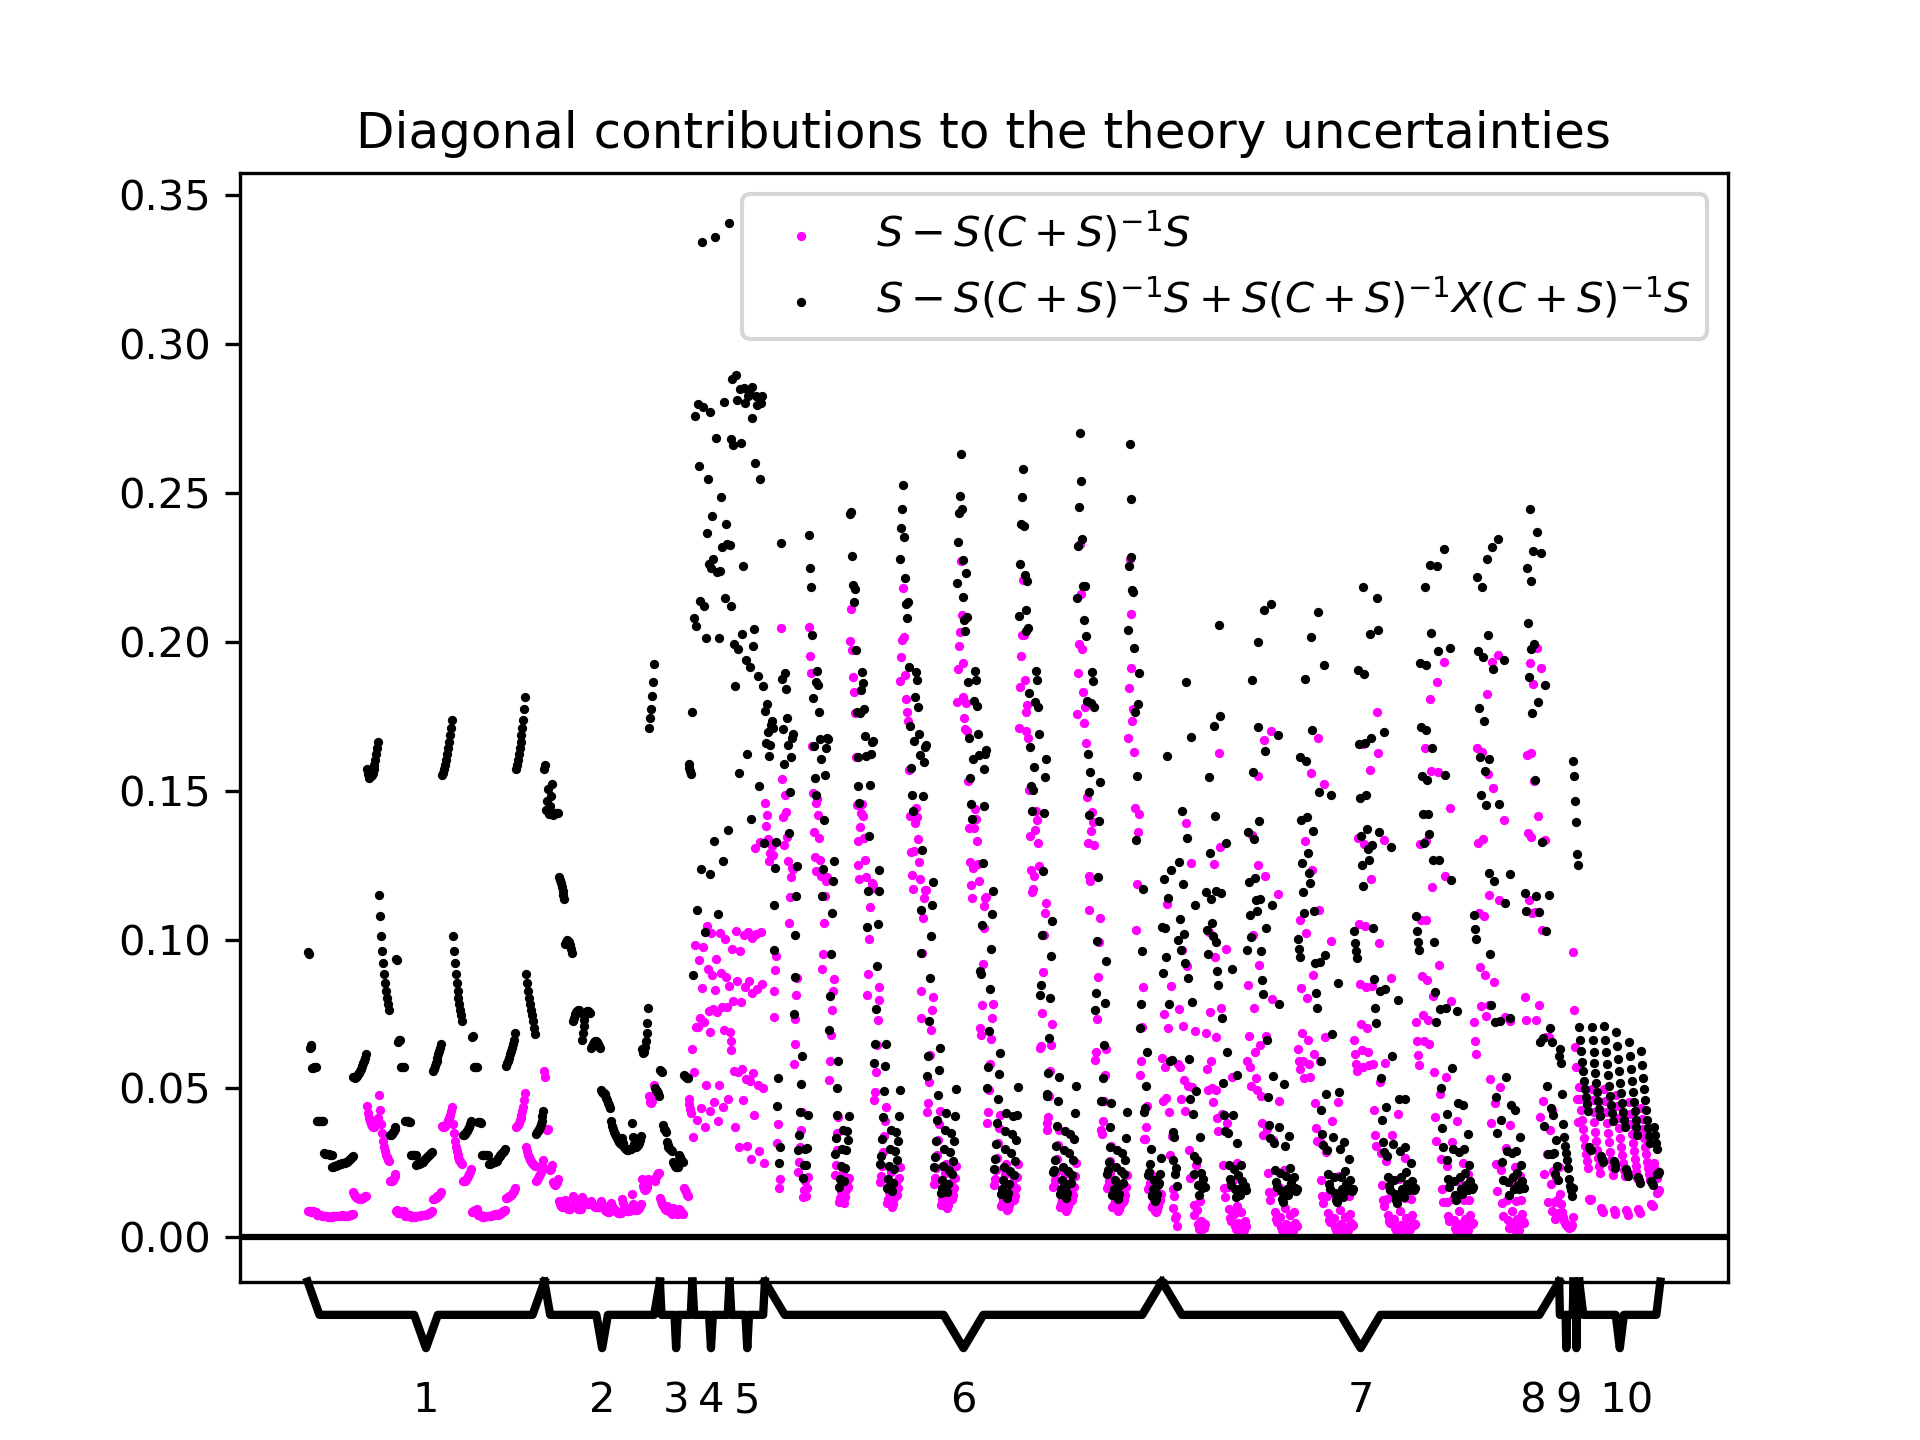 Diagonal contributions to the theory uncertainties
S − S(C + S)⁻¹S
S − S(C + S)⁻¹S + S(C + S)⁻¹X(C + S)⁻¹S
0.35
0.30
0.25
0.20
0.15
0.10
0.05
0.00
1 2 3 4 5 6 7 8 9 10